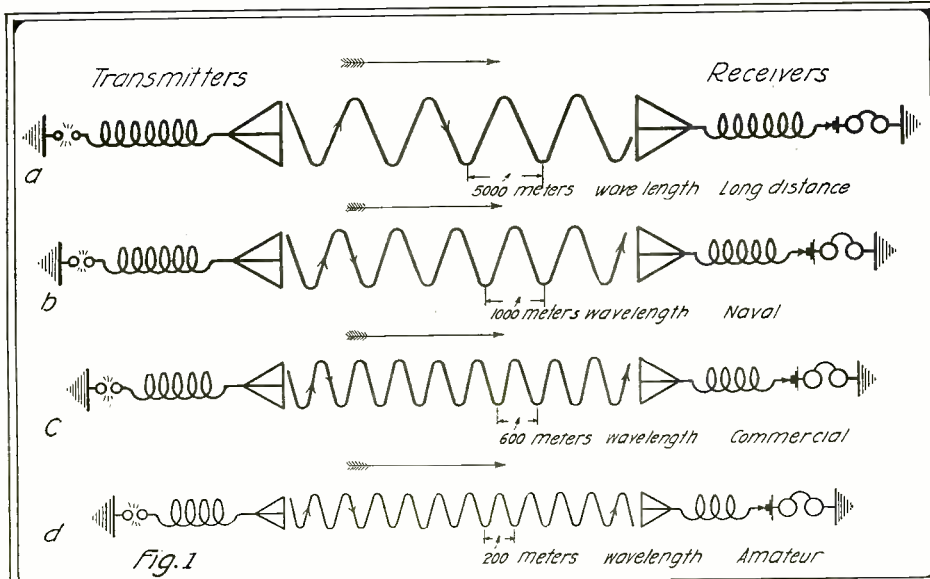 Transmitters Receivers
a
5000 meters wave length Long distance
b
1000 meters wavelength Naval
c
600 meters wavelength Commercial
d
200 meters wavelength Amateur
Fig.1